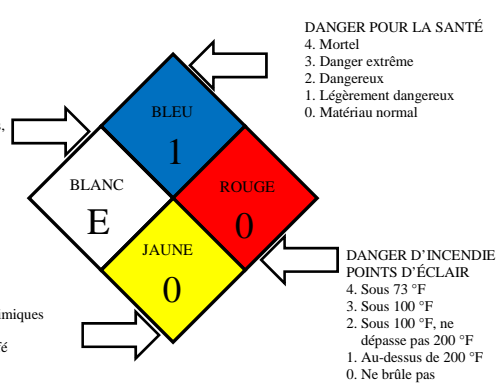 DANGER POUR LA SANTÉ
4. Mortel
3. Danger extrême
2. Dangereux
1. Légèrement dangereux
0. Matériau normal
BLEU
1
BLANC
E
ROUGE
0
JAUNE
0
DANGER D'INCENDIE
POINTS D'ÉCLAIR
4. Sous 73 °F
3. Sous 100 °F
2. Sous 100 °F, ne
dépasse pas 200 °F
1. Au-dessus de 200 °F
0. Ne brûle pas